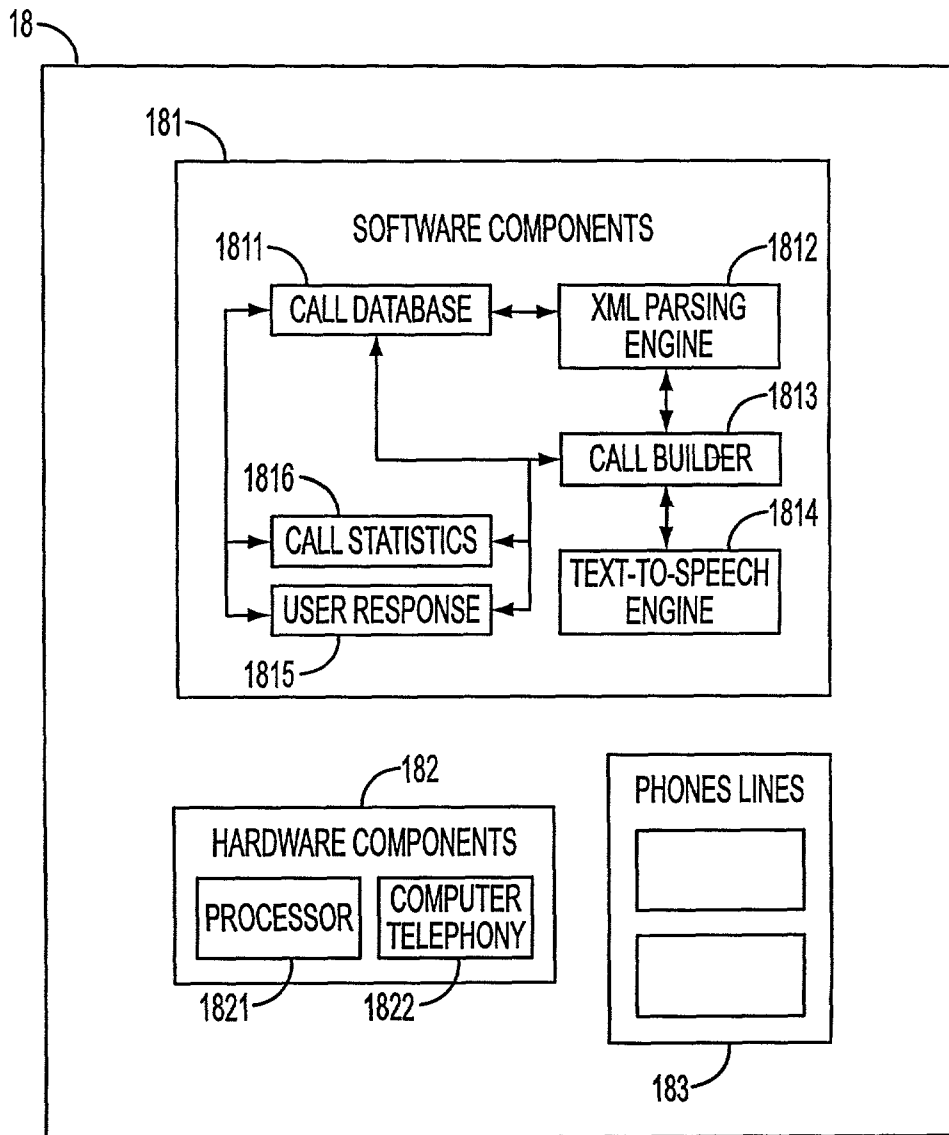 18
181
SOFTWARE COMPONENTS
1811
1812
CALL DATABASE
XML PARSING
ENGINE
1813
CALL BUILDER
1816
1814
CALL STATISTICS
TEXT-TO-SPEECH
ENGINE
USER RESPONSE
1815
182
HARDWARE COMPONENTS
PROCESSOR
COMPUTER
TELEPHONY
1821
1822
PHONES LINES
183